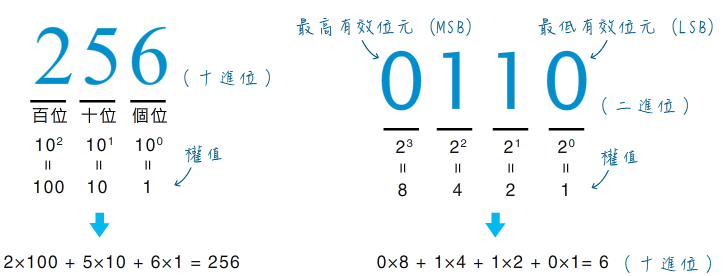 256 (十進位)
百位 十位 個位
10² 10¹ 10⁰ 權值
= = =
100 10 1
2×100 + 5×10 + 6×1 = 256
最高有效位元 (MSB) 最低有效位元 (LSB)
0110 (二進位)
2³ 2² 2¹ 2⁰ 權值
= = = =
8 4 2 1
0×8 + 1×4 + 1×2 + 0×1= 6 (十進位)